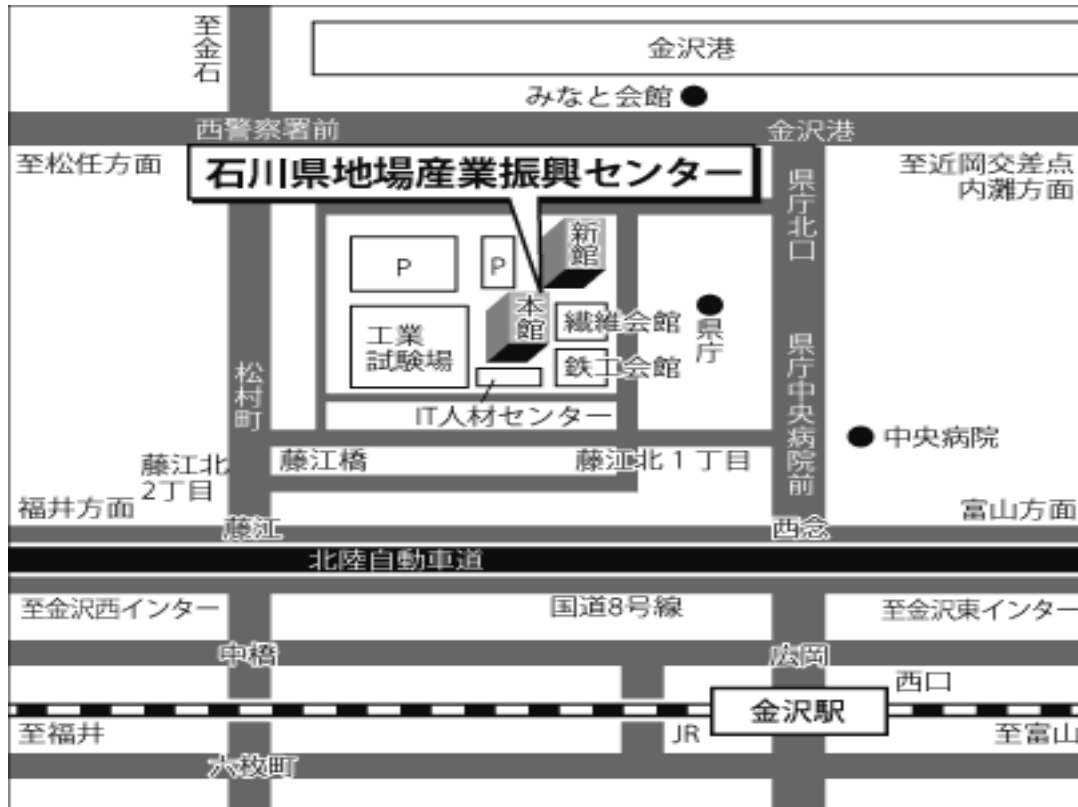 至金石
金沢港
みなと会館
西警察署前
金沢港
至松任方面
石川県地場産業振興センター
至近岡交差点
内灘方面
県庁北口
新館
P
P
本館
繊維会館
県庁
工業
試験場
鉄工会館
県庁中央病院前
松村町
IT人材センター
中央病院
藤江北
2丁目
藤江橋
藤江北1丁目
福井方面
富山方面
藤江
西念
北陸自動車道
至金沢西インター
国道8号線
至金沢東インター
中橋
広岡
西口
金沢駅
至福井
JR
至富山
六枚町